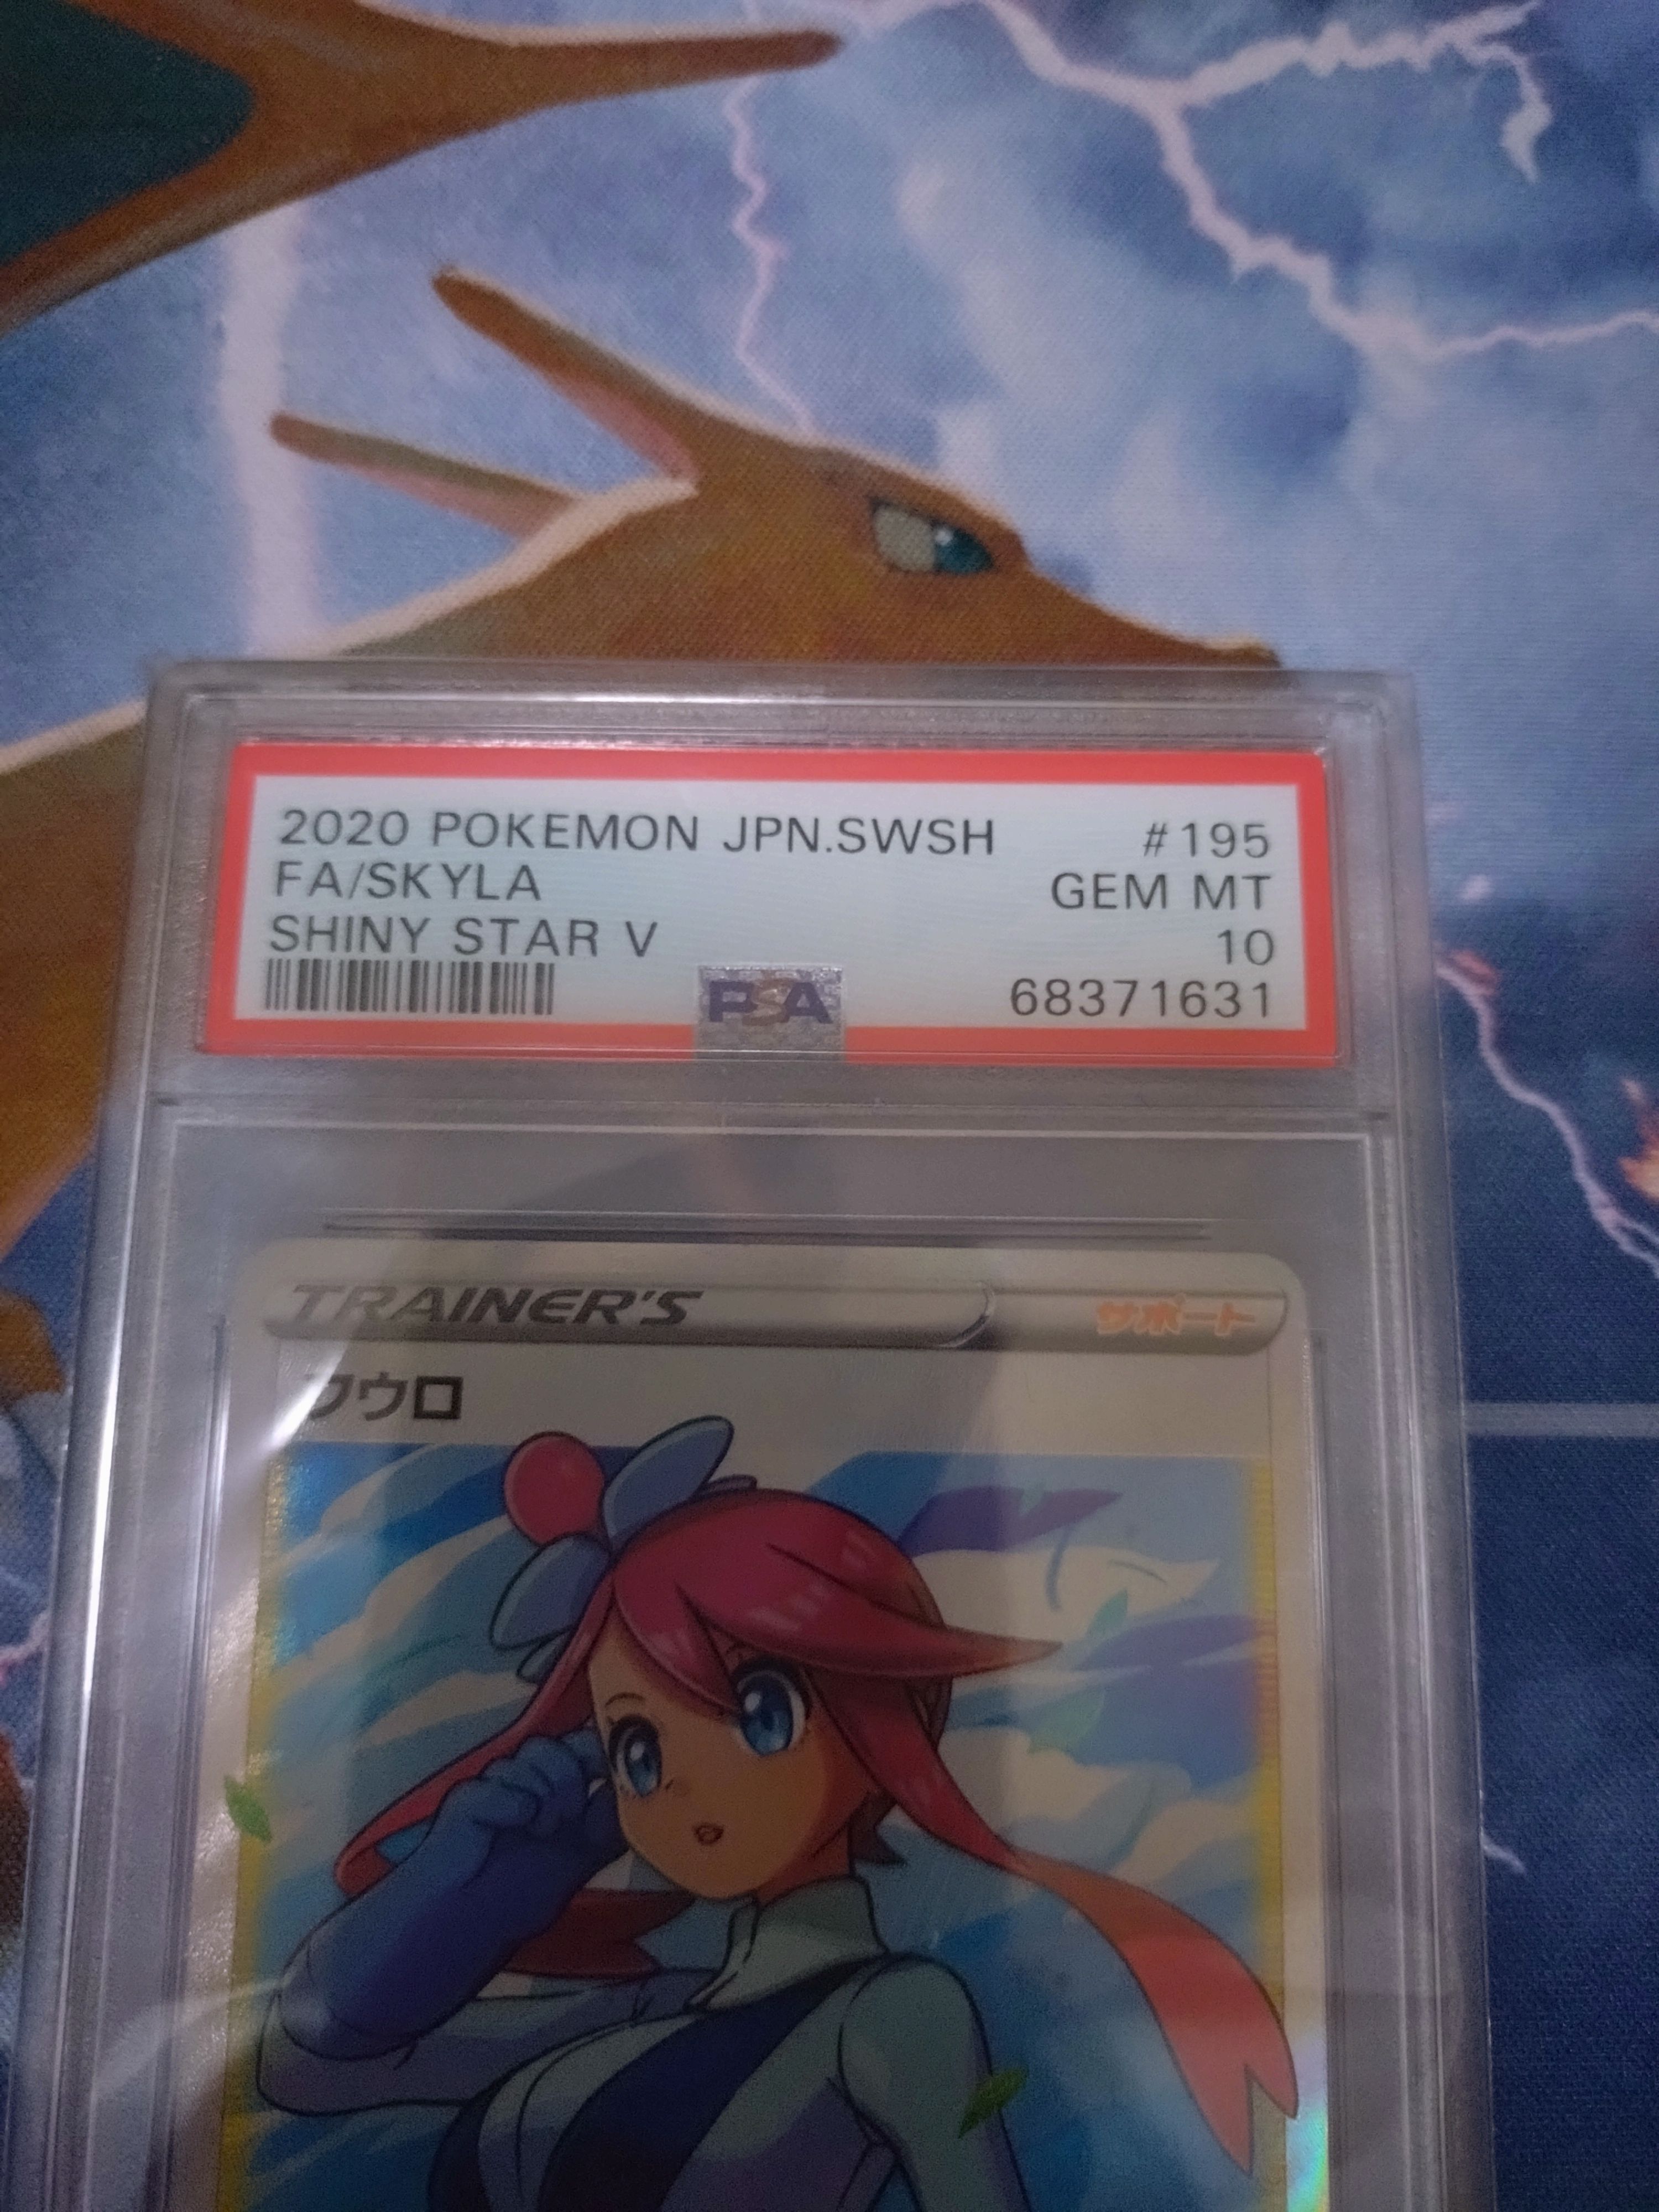 2020 POKEMON JPN.SWSH #195
FA/SKYLA GEM MT
SHINY STAR V 10
PSA 68371631
TRAINER'S サポート
フウロ